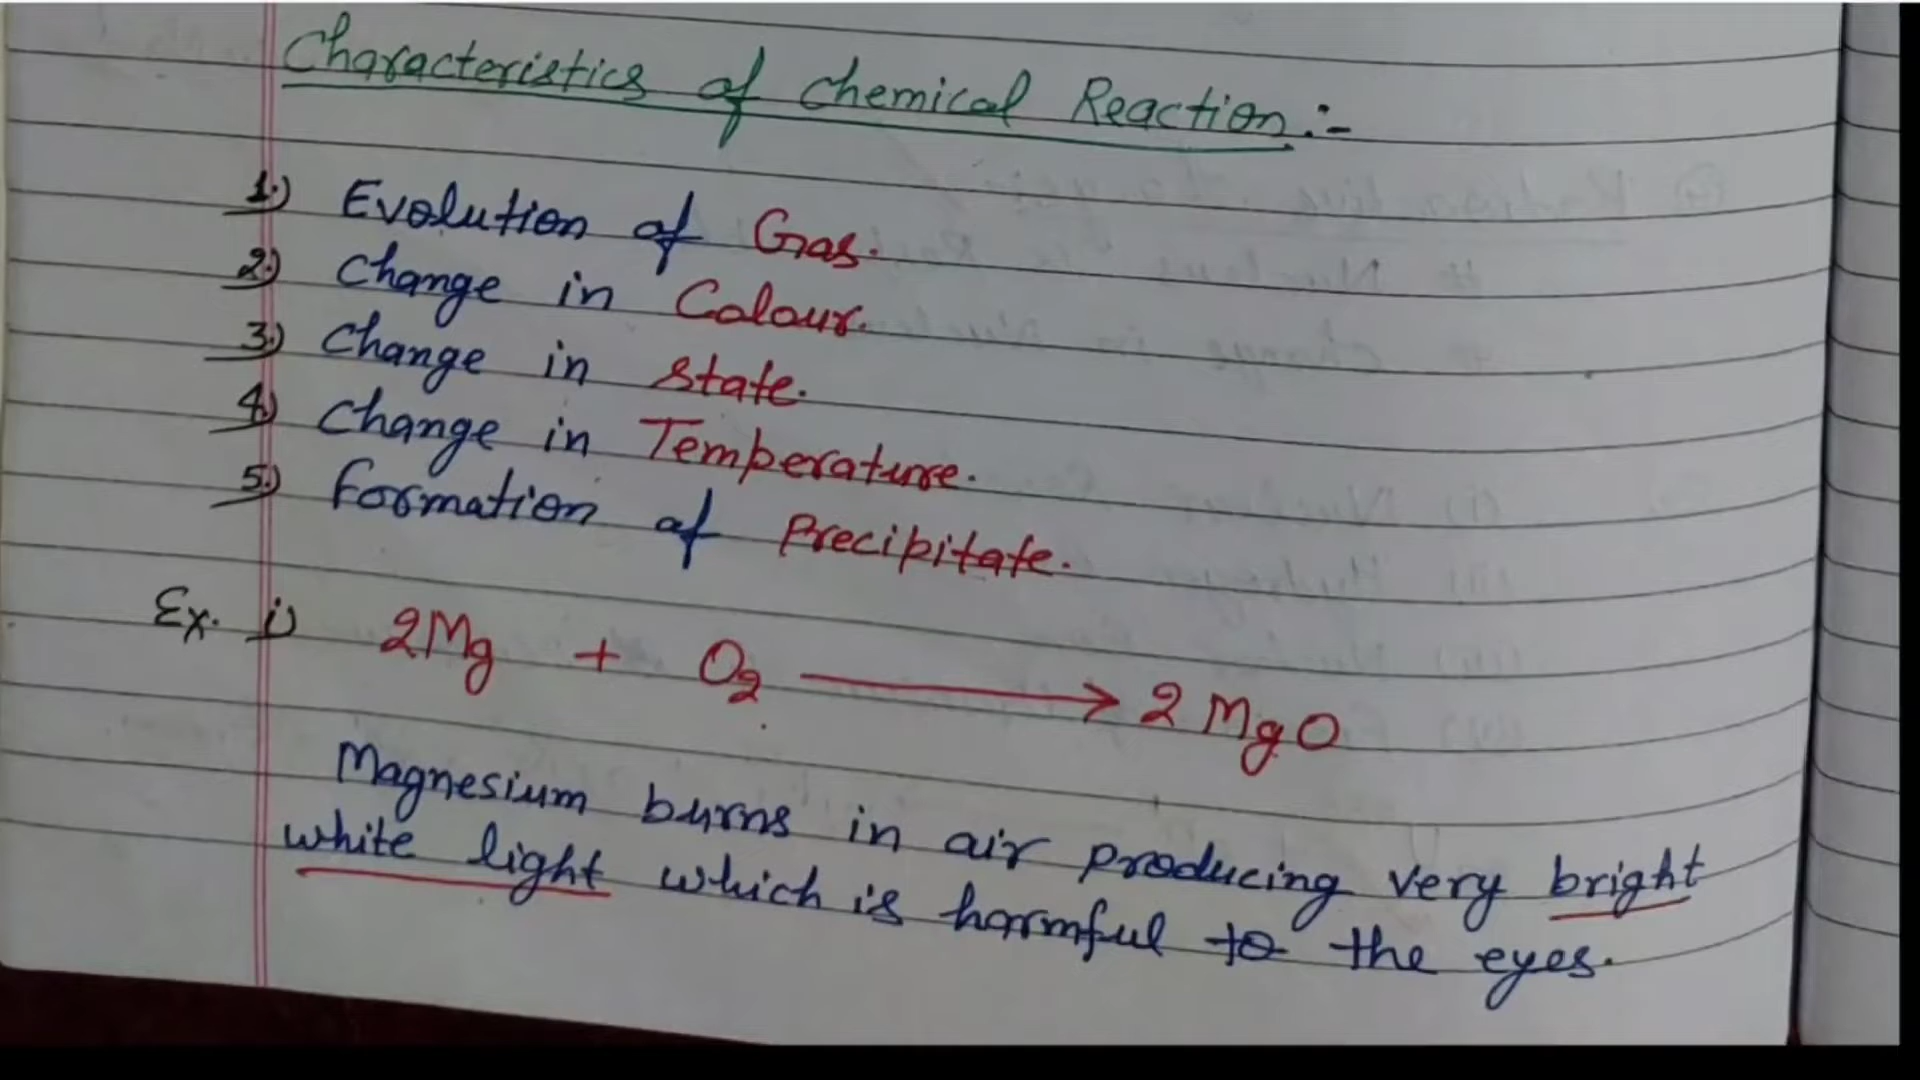 Characteristics of Chemical Reaction:-
1.) Evolution of Gas.
2.) Change in Colour.
3.) Change in state.
4.) Change in Temperature.
5.) Formation of Precipitate.
Ex. i) 2Mg + O₂ → 2MgO
Magnesium burns in air producing very bright
white light which is harmful to the eyes.